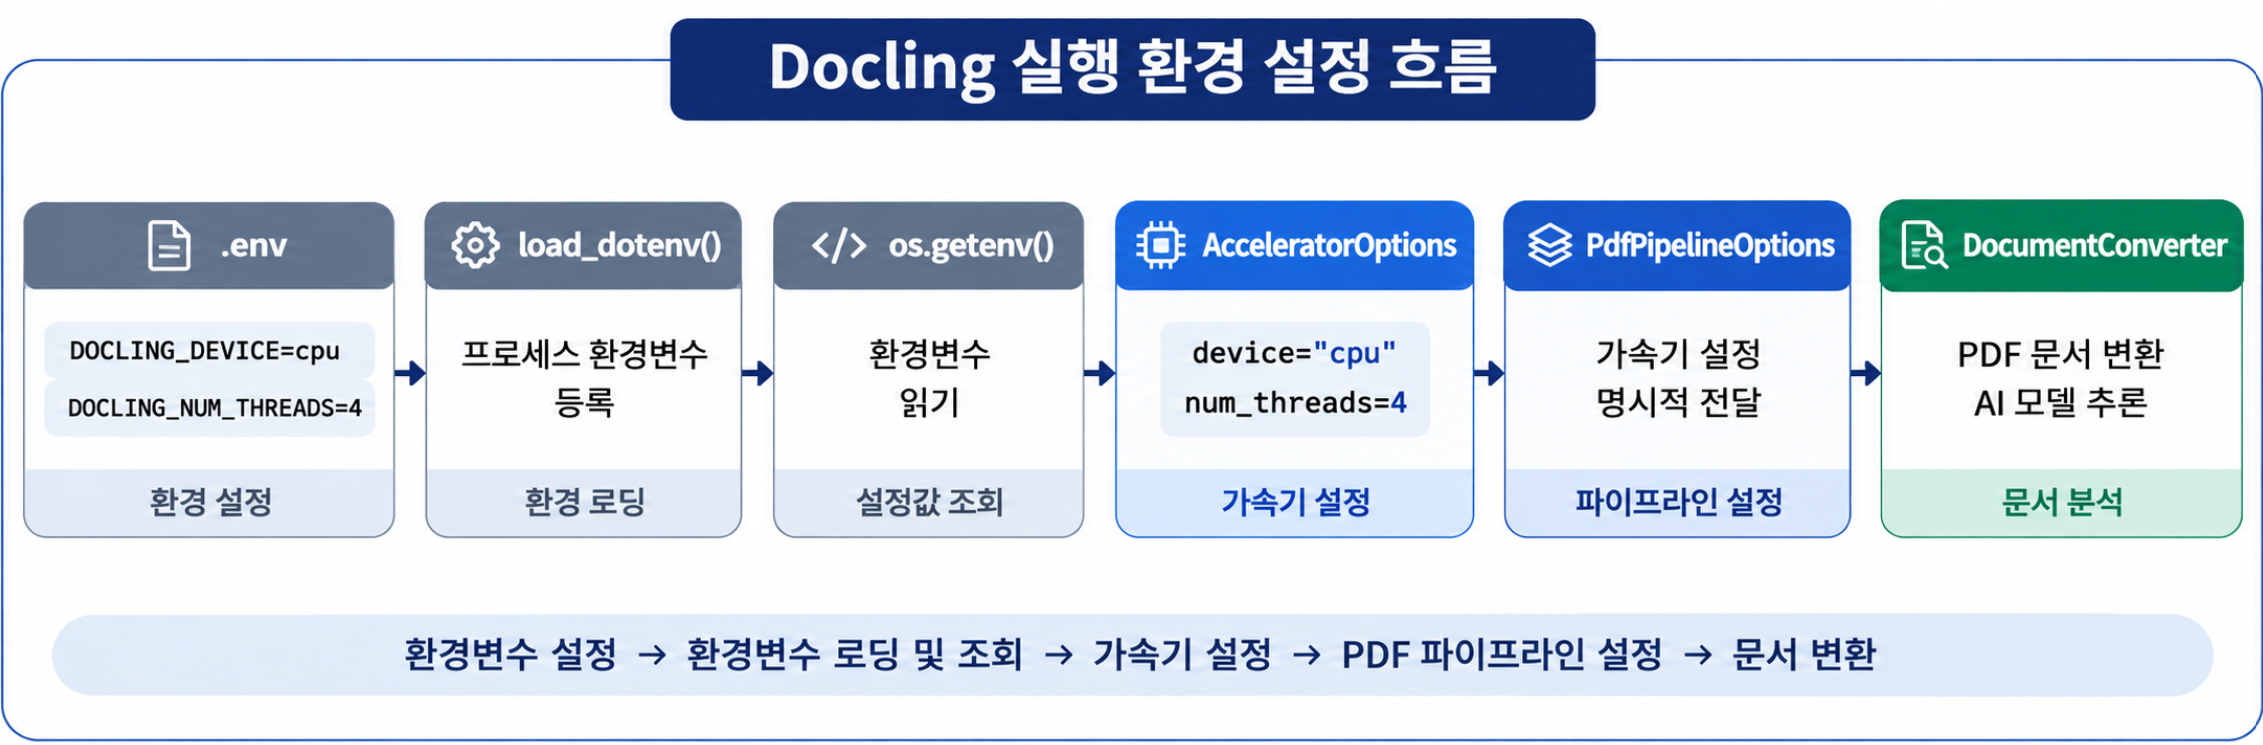 Docling 실행 환경 설정 흐름
.env
DOCLING_DEVICE=cpu
DOCLING_NUM_THREADS=4
환경 설정
load_dotenv()
프로세스 환경변수
등록
환경 로딩
os.getenv()
환경변수
읽기
설정값 조회
AcceleratorOptions
device="cpu"
num_threads=4
가속기 설정
PdfPipelineOptions
가속기 설정
명시적 전달
파이프라인 설정
DocumentConverter
PDF 문서 변환
AI 모델 추론
문서 분석
환경변수 설정 → 환경변수 로딩 및 조회 → 가속기 설정 → PDF 파이프라인 설정 → 문서 변환